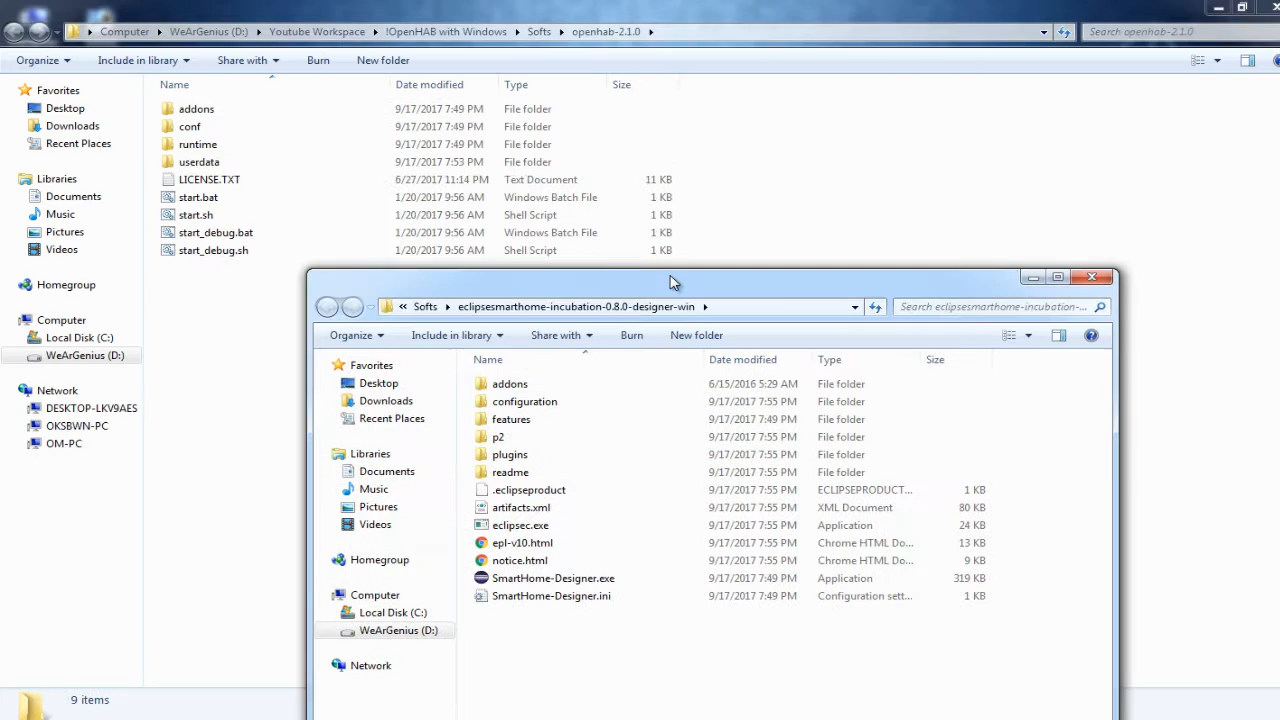 Computer WeArGenius (D:) Youtube Workspace !OpenHAB with Windows Softs openhab-2.1.0 Search openhab-2.1.0
Organize Include in library Share with Burn New folder
Favorites
Desktop
Downloads
Recent Places
Libraries
Documents
Music
Pictures
Videos
Homegroup
Computer
Local Disk (C:)
WeArGenius (D:)
Network
DESKTOP-LKV9AES
OKSBWN-PC
OM-PC
Name Date modified Type Size
addons 9/17/2017 7:49 PM File folder
conf 9/17/2017 7:49 PM File folder
runtime 9/17/2017 7:49 PM File folder
userdata 9/17/2017 7:53 PM File folder
LICENSE.TXT 6/27/2017 11:14 PM Text Document 11 KB
start.bat 1/20/2017 9:56 AM Windows Batch File 1 KB
start.sh 1/20/2017 9:56 AM Shell Script 1 KB
start_debug.bat 1/20/2017 9:56 AM Windows Batch File 1 KB
start_debug.sh 1/20/2017 9:56 AM Shell Script 1 KB
9 items
« Softs eclipsesmarthome-incubation-0.8.0-designer-win Search eclipsesmarthome-incubation-...
Organize Include in library Share with Burn New folder
Favorites
Desktop
Downloads
Recent Places
Libraries
Documents
Music
Pictures
Videos
Homegroup
Computer
Local Disk (C:)
WeArGenius (D:)
Network
Name Date modified Type Size
addons 6/15/2016 5:29 AM File folder
configuration 9/17/2017 7:55 PM File folder
features 9/17/2017 7:49 PM File folder
p2 9/17/2017 7:55 PM File folder
plugins 9/17/2017 7:55 PM File folder
readme 9/17/2017 7:55 PM File folder
.eclipseproduct 9/17/2017 7:55 PM ECLIPSEPRODUCT... 1 KB
artifacts.xml 9/17/2017 7:55 PM XML Document 80 KB
eclipsec.exe 9/17/2017 7:55 PM Application 24 KB
epl-v10.html 9/17/2017 7:55 PM Chrome HTML Do... 13 KB
notice.html 9/17/2017 7:55 PM Chrome HTML Do... 9 KB
SmartHome-Designer.exe 9/17/2017 7:49 PM Application 319 KB
SmartHome-Designer.ini 9/17/2017 7:49 PM Configuration sett... 1 KB